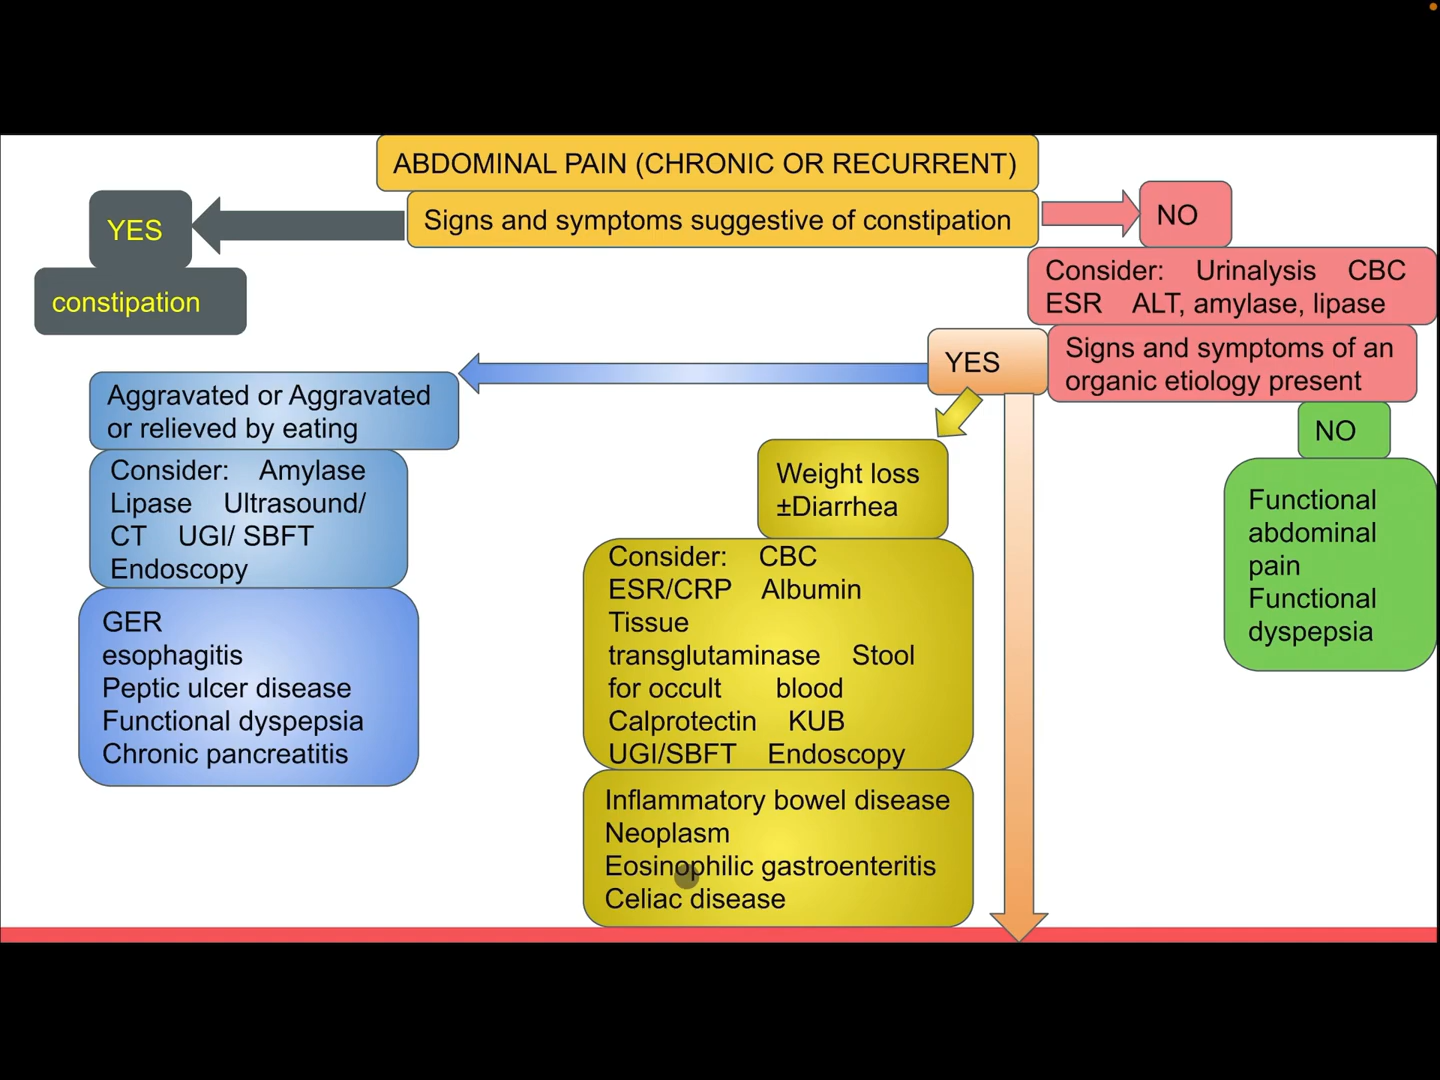 ABDOMINAL PAIN (CHRONIC OR RECURRENT)
Signs and symptoms suggestive of constipation
YES
constipation
NO
Consider: Urinalysis CBC
ESR ALT, amylase, lipase
Signs and symptoms of an
organic etiology present
YES
NO
Functional
abdominal
pain
Functional
dyspepsia
Aggravated or Aggravated
or relieved by eating
Consider: Amylase
Lipase Ultrasound/
CT UGI/ SBFT
Endoscopy
GER
esophagitis
Peptic ulcer disease
Functional dyspepsia
Chronic pancreatitis
Weight loss
±Diarrhea
Consider: CBC
ESR/CRP Albumin
Tissue
transglutaminase Stool
for occult blood
Calprotectin KUB
UGI/SBFT Endoscopy
Inflammatory bowel disease
Neoplasm
Eosinophilic gastroenteritis
Celiac disease